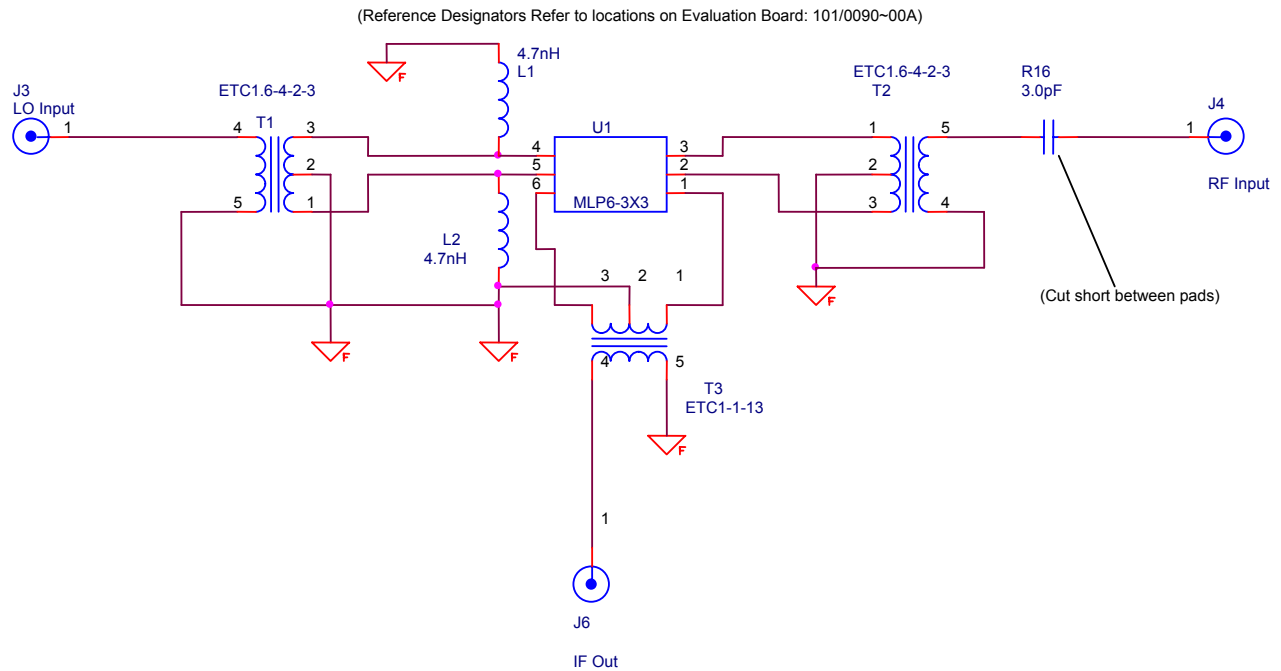 (Reference Designators Refer to locations on Evaluation Board: 101/0090~00A)
4.7nH
L1
F
J3
LO Input
1
ETC1.6-4-2-3
T1
4
5
3
2
1
U1
4
5
6
3
2
1
MLP6-3X3
ETC1.6-4-2-3
T2
1
2
3
5
4
R16
3.0pF
J4
1
RF Input
L2
4.7nH
3
2
1
F
(Cut short between pads)
F
F
4
5
T3
ETC1-1-13
F
1
J6
IF Out